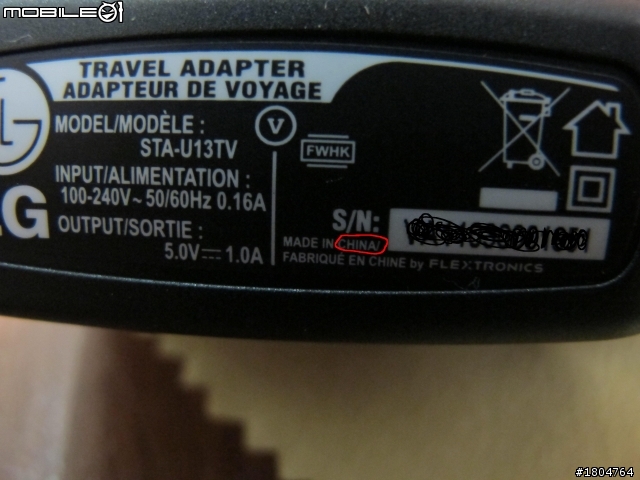 MOBILE01
TRAVEL ADAPTER
ADAPTEUR DE VOYAGE
LG
MODEL/MODÈLE :
STA-U13TV
INPUT/ALIMENTATION :
100-240V~ 50/60Hz 0.16A
OUTPUT/SORTIE :
5.0V⎓1.0A
V
FWHK
S/N:
MADE IN CHINA/
FABRIQUÉ EN CHINE by FLEXTRONICS
#1804764